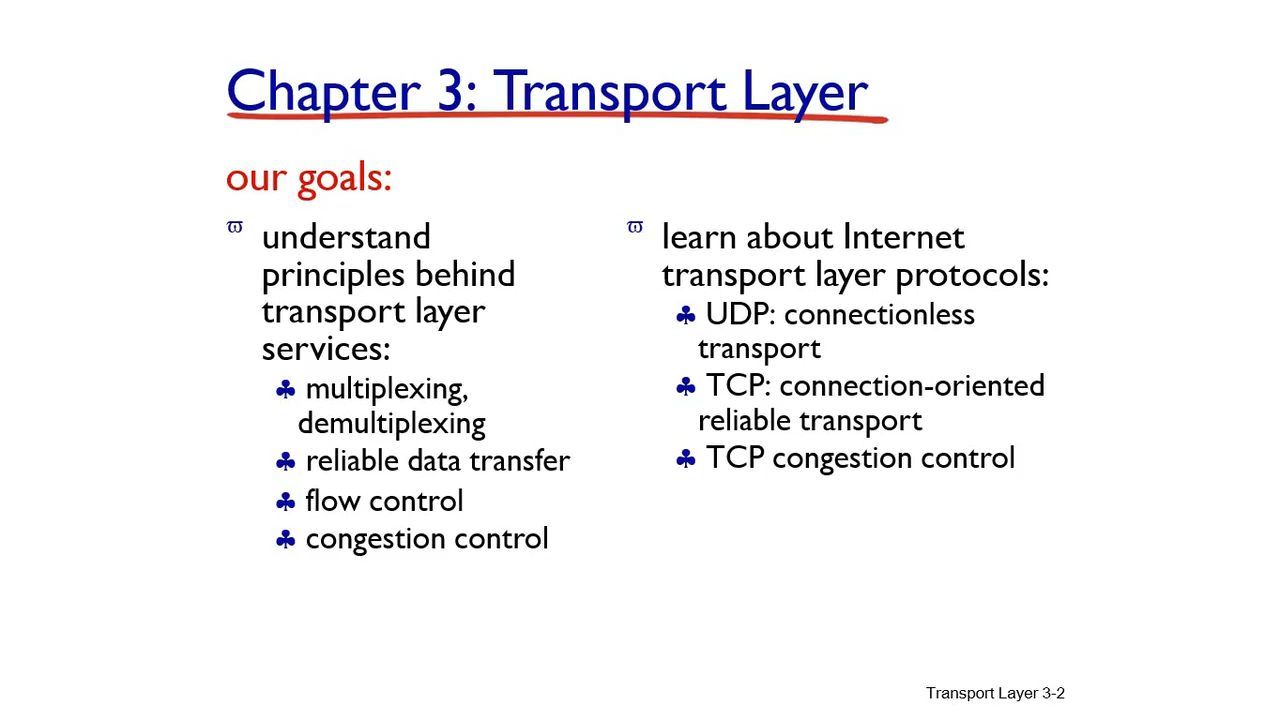 Chapter 3: Transport Layer
our goals:
ϖ understand
principles behind
transport layer
services:
♣ multiplexing,
demultiplexing
♣ reliable data transfer
♣ flow control
♣ congestion control
ϖ learn about Internet
transport layer protocols:
♣ UDP: connectionless
transport
♣ TCP: connection-oriented
reliable transport
♣ TCP congestion control
Transport Layer 3-2